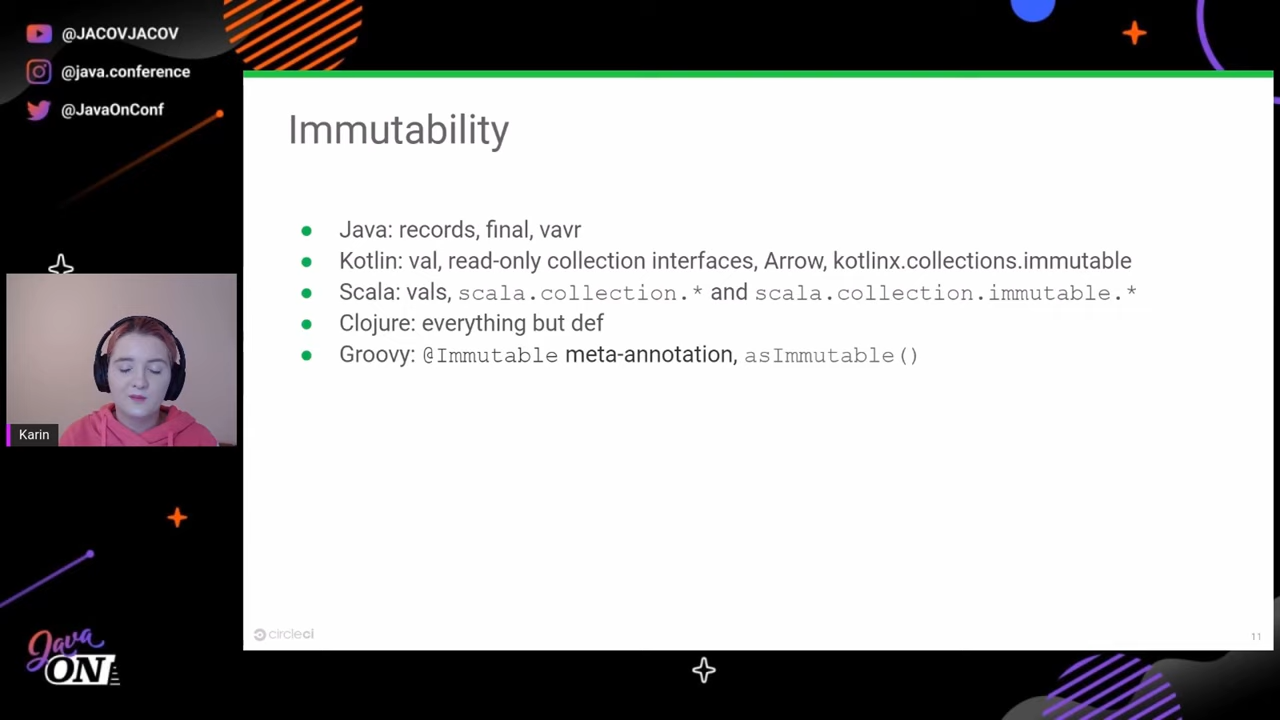 @JACOVJACOV
@java.conference
@JavaOnConf
Immutability
Java: records, final, vavr
Kotlin: val, read-only collection interfaces, Arrow, kotlinx.collections.immutable
Scala: vals, scala.collection.* and scala.collection.immutable.*
Clojure: everything but def
Groovy: @Immutable meta-annotation, asImmutable()
Karin
circleci
11
Java
ON